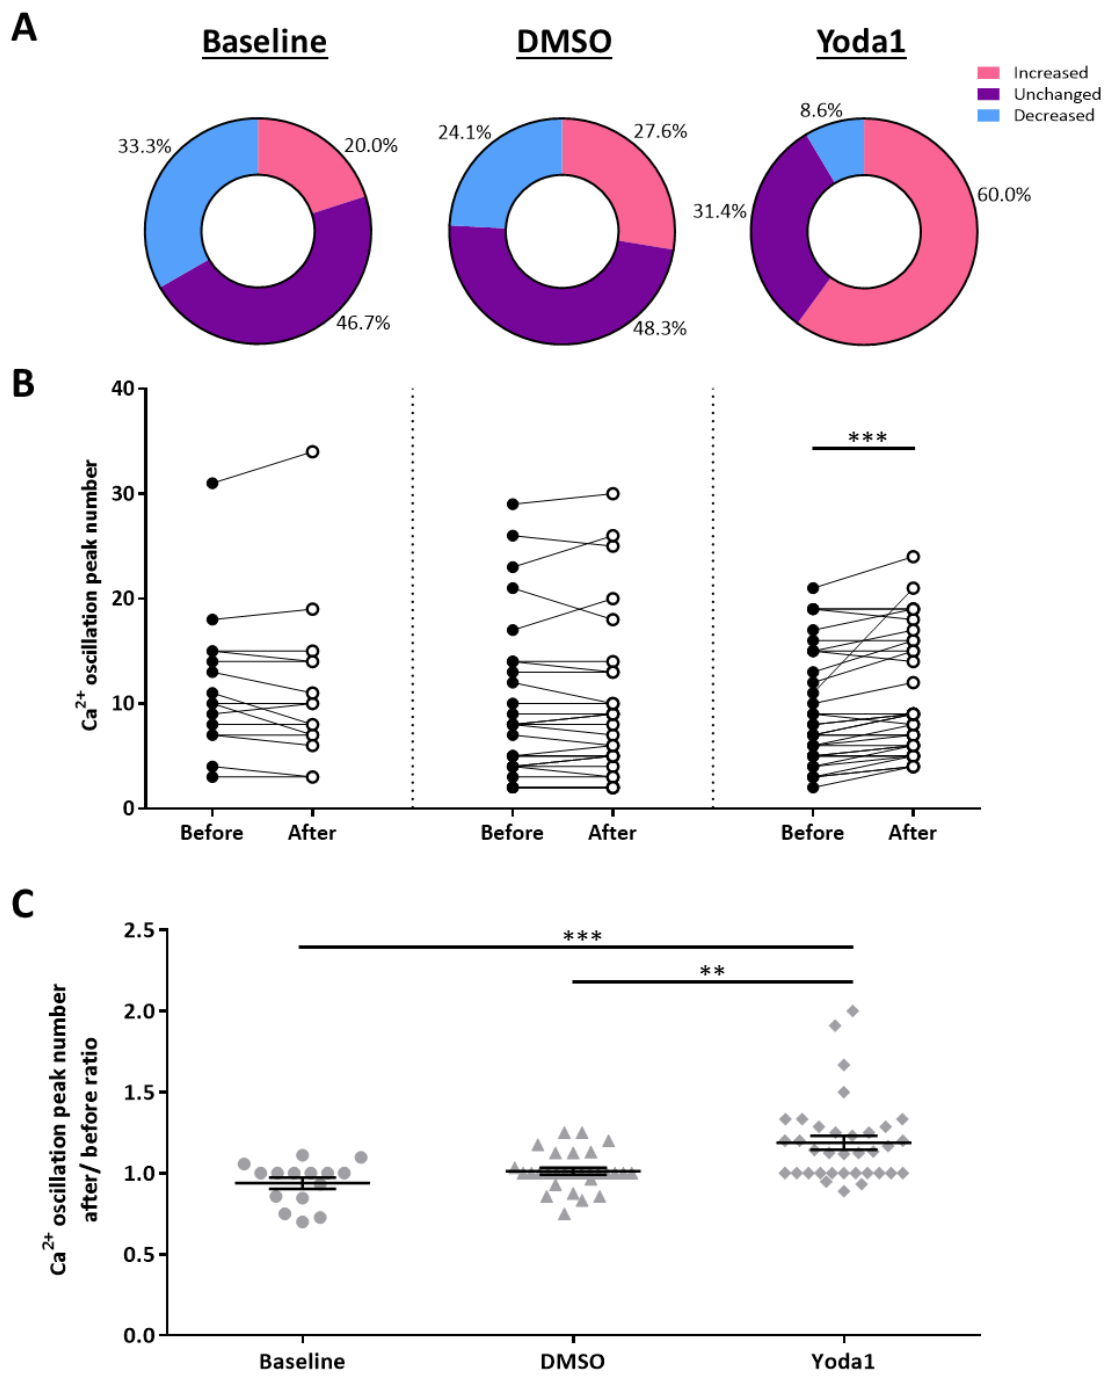 A
Baseline
DMSO
Yoda1
Increased
Unchanged
Decreased
33.3%
20.0%
46.7%
24.1%
27.6%
48.3%
8.6%
31.4%
60.0%
B
Ca2+ oscillation peak number
40
30
20
10
0
***
Before
After
Before
After
Before
After
C
Ca2+ oscillation peak number
after/ before ratio
2.5
2.0
1.5
1.0
0.5
0.0
***
**
Baseline
DMSO
Yoda1